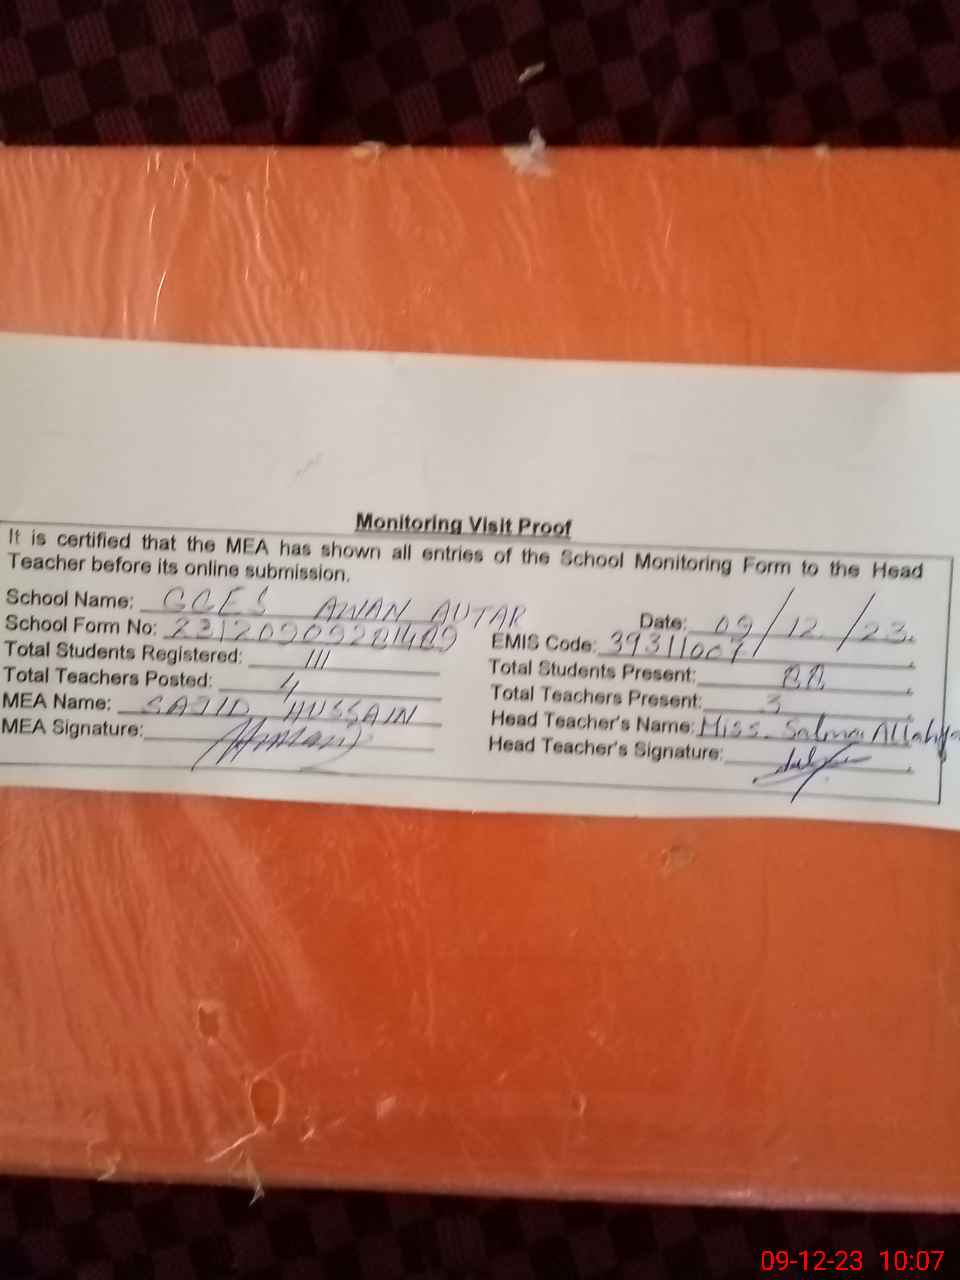 Monitoring Visit Proof
It is certified that the MEA has shown all entries of the School Monitoring Form to the Head
Teacher before its online submission.
School Name: GGES AWAN AUTAR
Date: 09/12/23
School Form No: 23120909281409
EMIS Code: 39311007
Total Students Registered: 111
Total Students Present: 88
Total Teachers Posted: 4
Total Teachers Present: 3
MEA Name: SAJID HUSSAIN
Head Teacher's Name: Miss. Salma
MEA Signature:
Head Teacher's Signature:
09-12-23 10:07